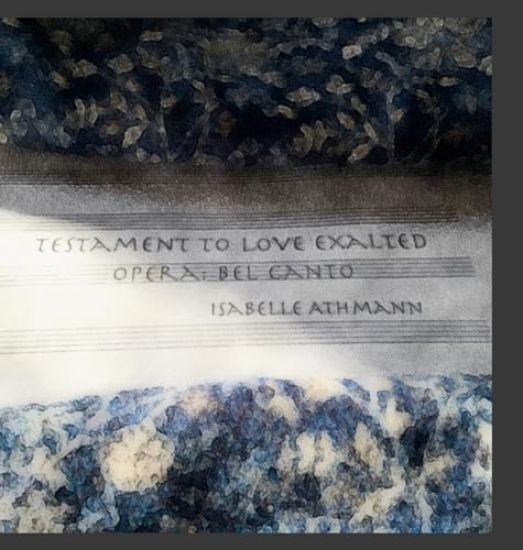 TESTAMENT TO LOVE EXALTED
OPERA: BEL CANTO
ISABELLE ATHMANN